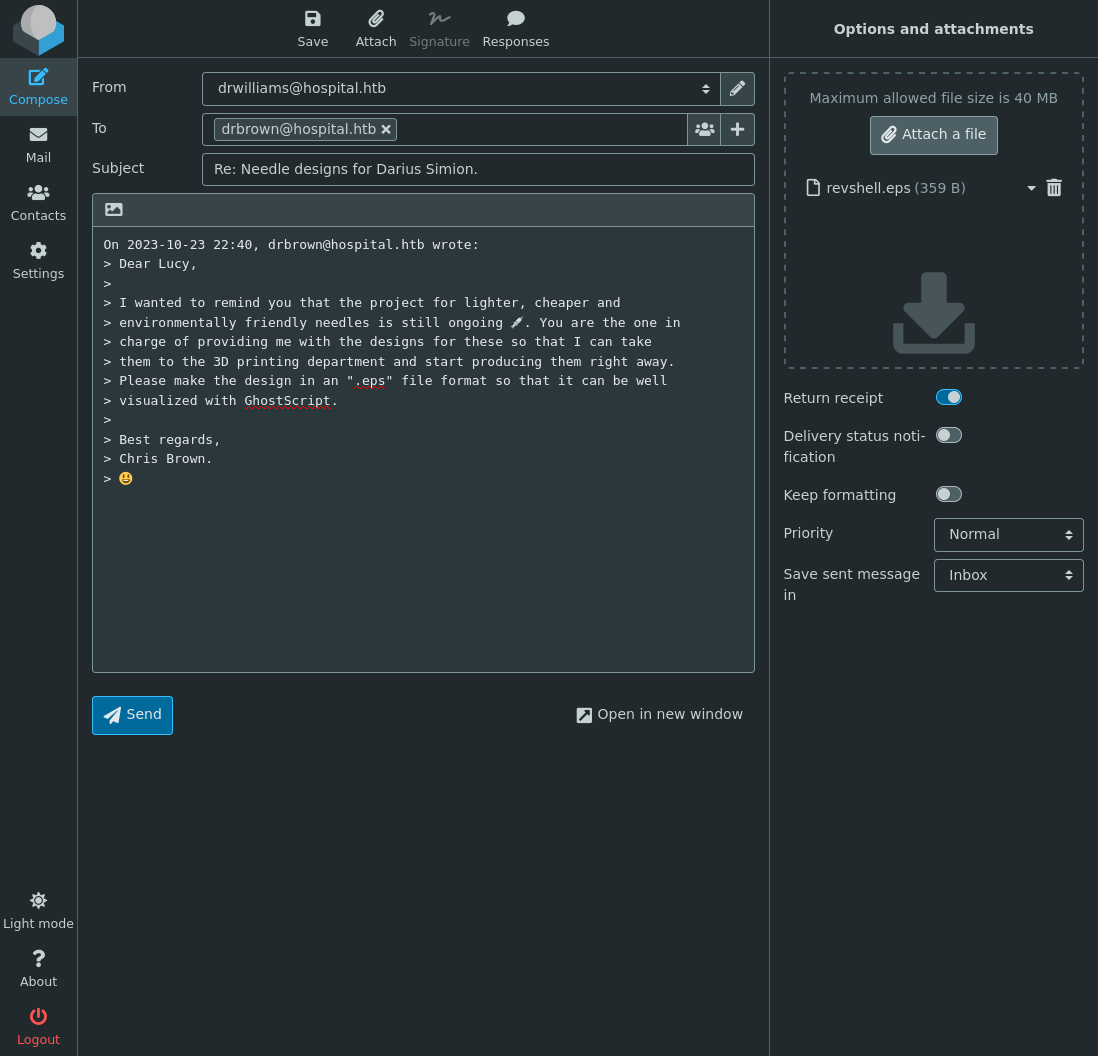 Save
Attach
Signature
Responses
Options and attachments
Compose
Mail
Contacts
Settings
From
drwilliams@hospital.htb
To
drbrown@hospital.htb
Subject
Re: Needle designs for Darius Simion.
On 2023-10-23 22:40, drbrown@hospital.htb wrote:
> Dear Lucy,
>
> I wanted to remind you that the project for lighter, cheaper and
> environmentally friendly needles is still ongoing 💉. You are the one in
> charge of providing me with the designs for these so that I can take
> them to the 3D printing department and start producing them right away.
> Please make the design in an ".eps" file format so that it can be well
> visualized with GhostScript.
>
> Best regards,
> Chris Brown.
> 😃
Send
Open in new window
Maximum allowed file size is 40 MB
Attach a file
revshell.eps (359 B)
Return receipt
Delivery status noti-
fication
Keep formatting
Priority
Normal
Save sent message
in
Inbox
Light mode
About
Logout